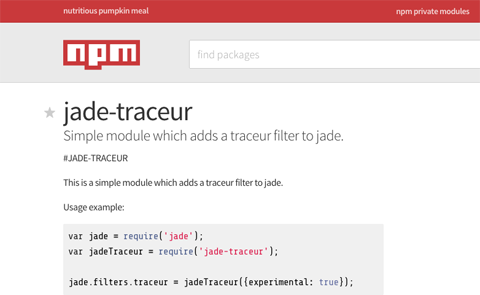 nutritious pumpkin meal
npm private modules
npm
find packages
jade-traceur
Simple module which adds a traceur filter to jade.
#JADE-TRACEUR
This is a simple module which adds a traceur filter to jade.
Usage example:
var jade = require('jade');
var jadeTraceur = require('jade-traceur');
jade.filters.traceur = jadeTraceur({experimental: true});